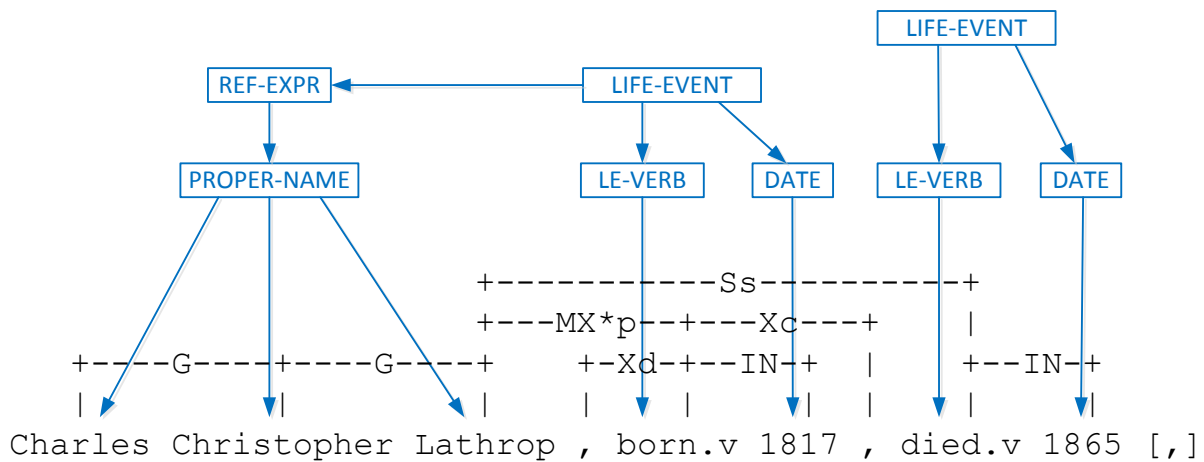 LIFE-EVENT
REF-EXPR LIFE-EVENT
PROPER-NAME LE-VERB DATE LE-VERB DATE
+-----------Ss-----------+
+---MX*p--+---Xc---+ |
+----G----+----G----+ +-Xd-+--IN-+ | +--IN-+
| | | | | | | | |
Charles Christopher Lathrop , born.v 1817 , died.v 1865 [,]